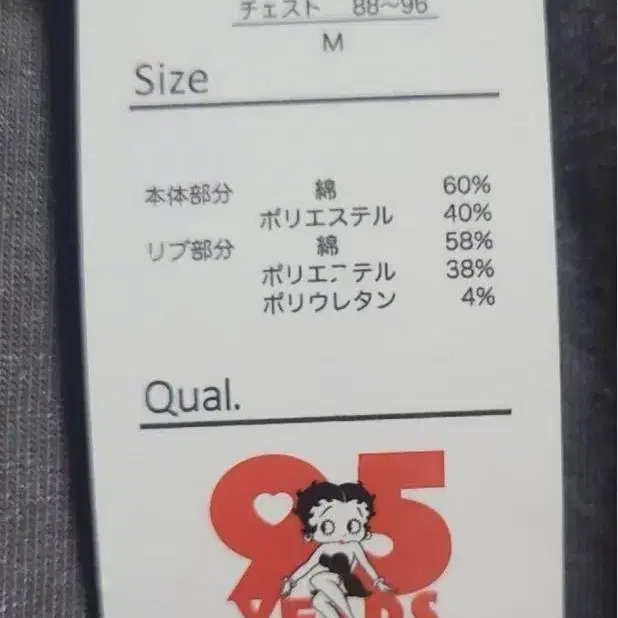 チェスト 88〜96
M
Size
本体部分 綿 60%
ポリエステル 40%
リブ部分 綿 58%
ポリエステル 38%
ポリウレタン 4%
Qual.
95
YEARS